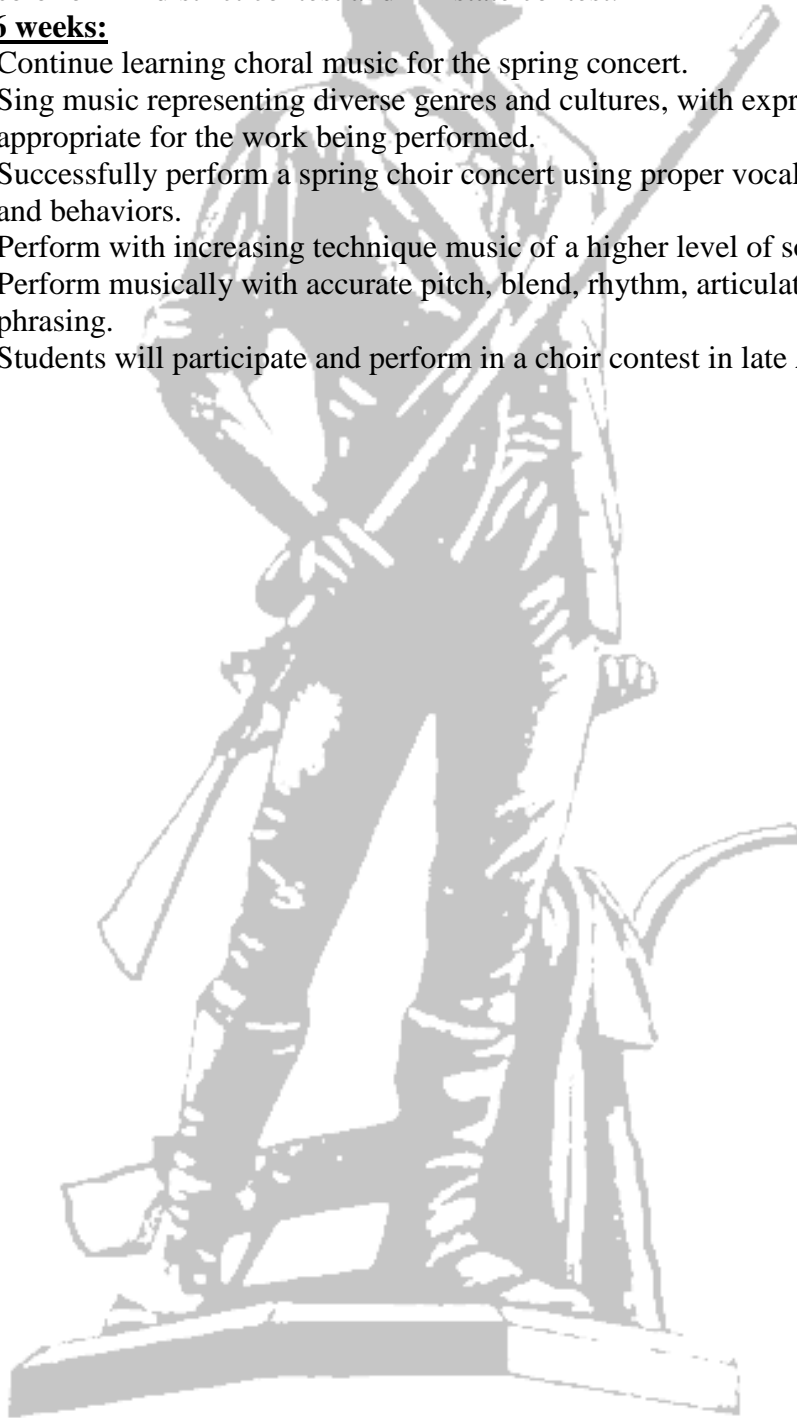 6 weeks:
Continue learning choral music for the spring concert.
Sing music representing diverse genres and cultures, with expr
appropriate for the work being performed.
Successfully perform a spring choir concert using proper vocal
and behaviors.
Perform with increasing technique music of a higher level of s
Perform musically with accurate pitch, blend, rhythm, articulat
phrasing.
Students will participate and perform in a choir contest in late